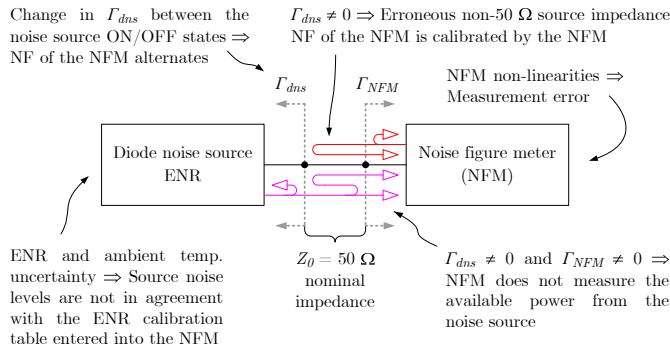 Change in Γdns between the
noise source ON/OFF states ⇒
NF of the NFM alternates
Γdns ≠ 0 ⇒ Erroneous non-50 Ω source impedance
NF of the NFM is calibrated by the NFM
NFM non-linearities ⇒
Measurement error
Γdns
ΓNFM
Diode noise source
ENR
Noise figure meter
(NFM)
ENR and ambient temp.
uncertainty ⇒ Source noise
levels are not in agreement
with the ENR calibration
table entered into the NFM
Z0 = 50 Ω
nominal
impedance
Γdns ≠ 0 and ΓNFM ≠ 0 ⇒
NFM does not measure the
available power from the
noise source